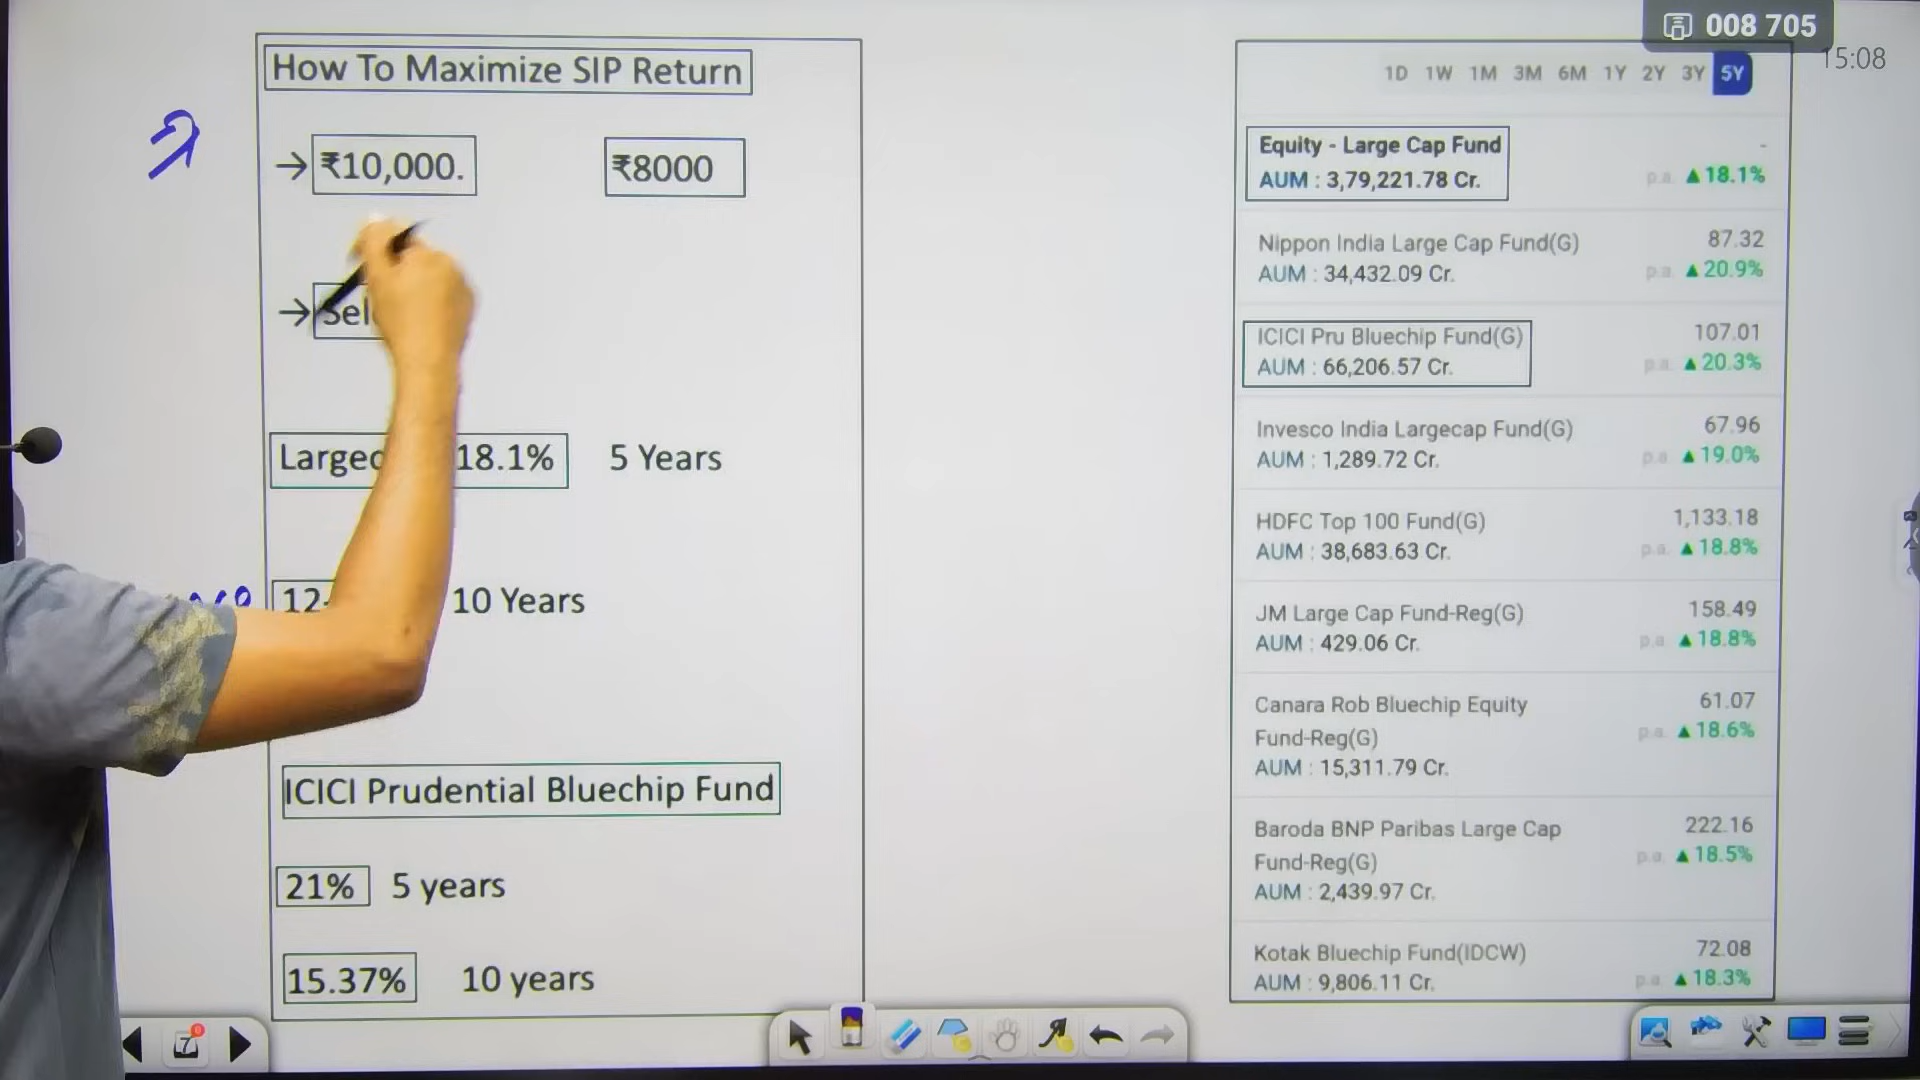 008 705
15:08
How To Maximize SIP Return
→ ₹10,000. ₹8000
→
18.1% 5 Years
10 Years
ICICI Prudential Bluechip Fund
21% 5 years
15.37% 10 years
1D 1W 1M 3M 6M 1Y 2Y 3Y 5Y
Equity - Large Cap Fund -
AUM : 3,79,221.78 Cr. p.a. ▲18.1%
Nippon India Large Cap Fund(G) 87.32
AUM : 34,432.09 Cr. p.a. ▲20.9%
ICICI Pru Bluechip Fund(G) 107.01
AUM : 66,206.57 Cr. p.a. ▲20.3%
Invesco India Largecap Fund(G) 67.96
AUM : 1,289.72 Cr. p.a. ▲19.0%
HDFC Top 100 Fund(G) 1,133.18
AUM : 38,683.63 Cr. p.a. ▲18.8%
JM Large Cap Fund-Reg(G) 158.49
AUM : 429.06 Cr. p.a. ▲18.8%
Canara Rob Bluechip Equity 61.07
Fund-Reg(G) p.a. ▲18.6%
AUM : 15,311.79 Cr.
Baroda BNP Paribas Large Cap 222.16
Fund-Reg(G) p.a. ▲18.5%
AUM : 2,439.97 Cr.
Kotak Bluechip Fund(IDCW) 72.08
AUM : 9,806.11 Cr. p.a. ▲18.3%
7